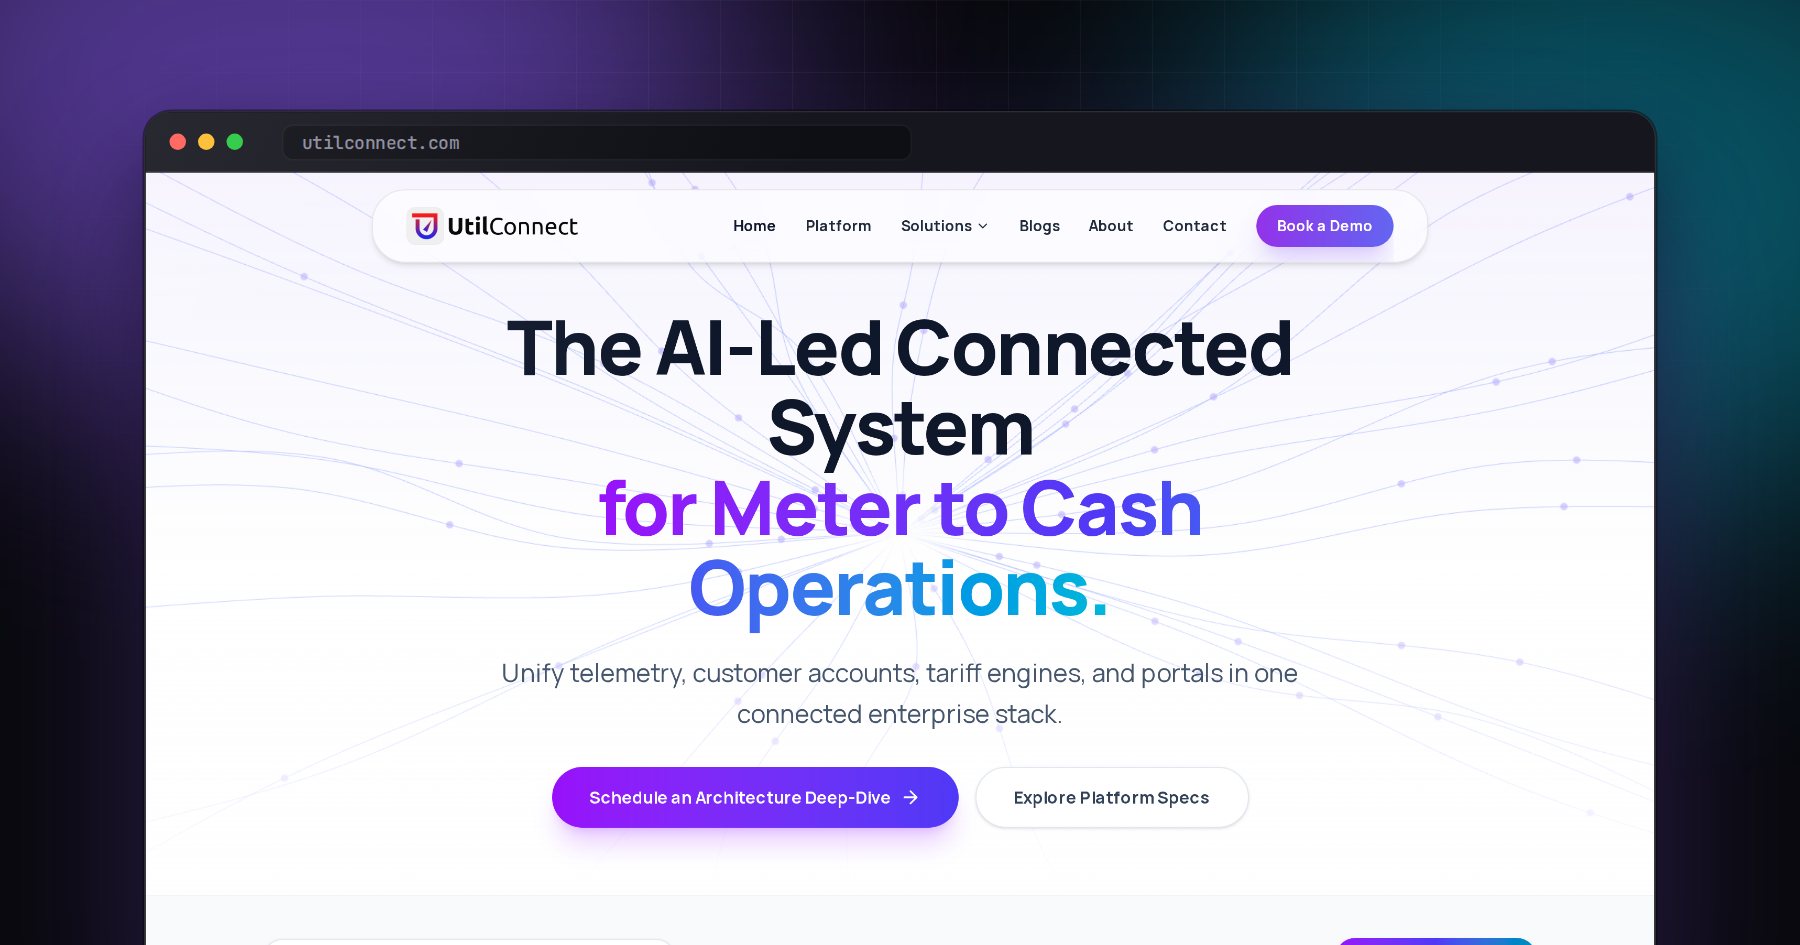 utilconnect.com
UtilConnect
Home Platform Solutions Blogs About Contact Book a Demo
The AI-Led Connected
System
for Meter to Cash
Operations.
Unify telemetry, customer accounts, tariff engines, and portals in one
connected enterprise stack.
Schedule an Architecture Deep-Dive → Explore Platform Specs